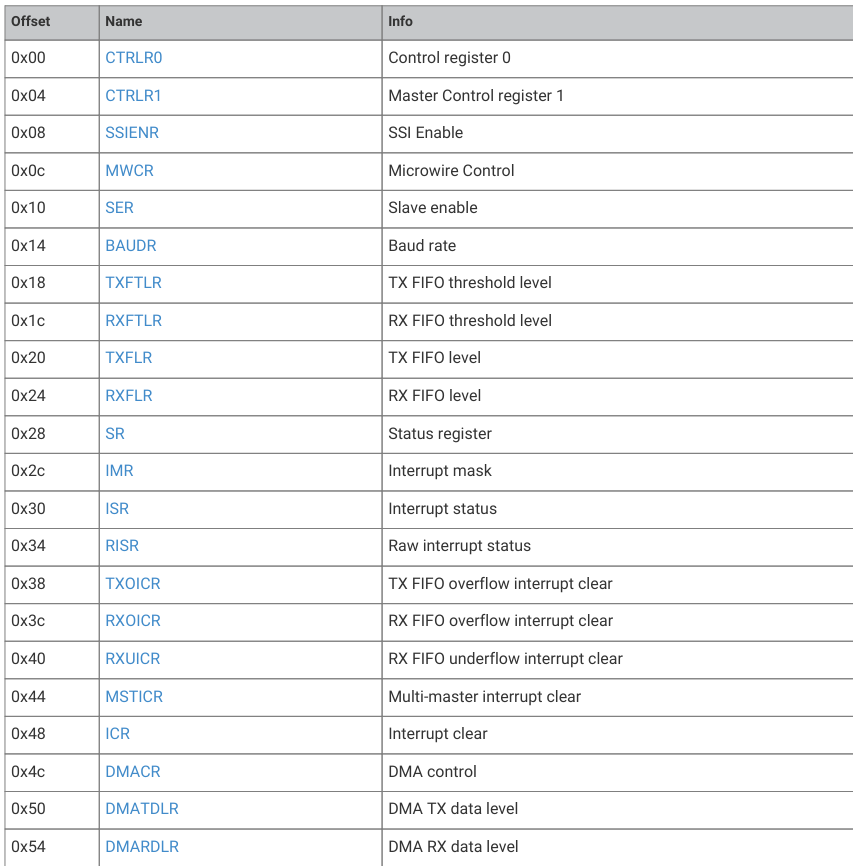 Offset Name Info
0x00 CTRLR0 Control register 0
0x04 CTRLR1 Master Control register 1
0x08 SSIENR SSI Enable
0x0c MWCR Microwire Control
0x10 SER Slave enable
0x14 BAUDR Baud rate
0x18 TXFTLR TX FIFO threshold level
0x1c RXFTLR RX FIFO threshold level
0x20 TXFLR TX FIFO level
0x24 RXFLR RX FIFO level
0x28 SR Status register
0x2c IMR Interrupt mask
0x30 ISR Interrupt status
0x34 RISR Raw interrupt status
0x38 TXOICR TX FIFO overflow interrupt clear
0x3c RXOICR RX FIFO overflow interrupt clear
0x40 RXUICR RX FIFO underflow interrupt clear
0x44 MSTICR Multi-master interrupt clear
0x48 ICR Interrupt clear
0x4c DMACR DMA control
0x50 DMATDLR DMA TX data level
0x54 DMARDLR DMA RX data level